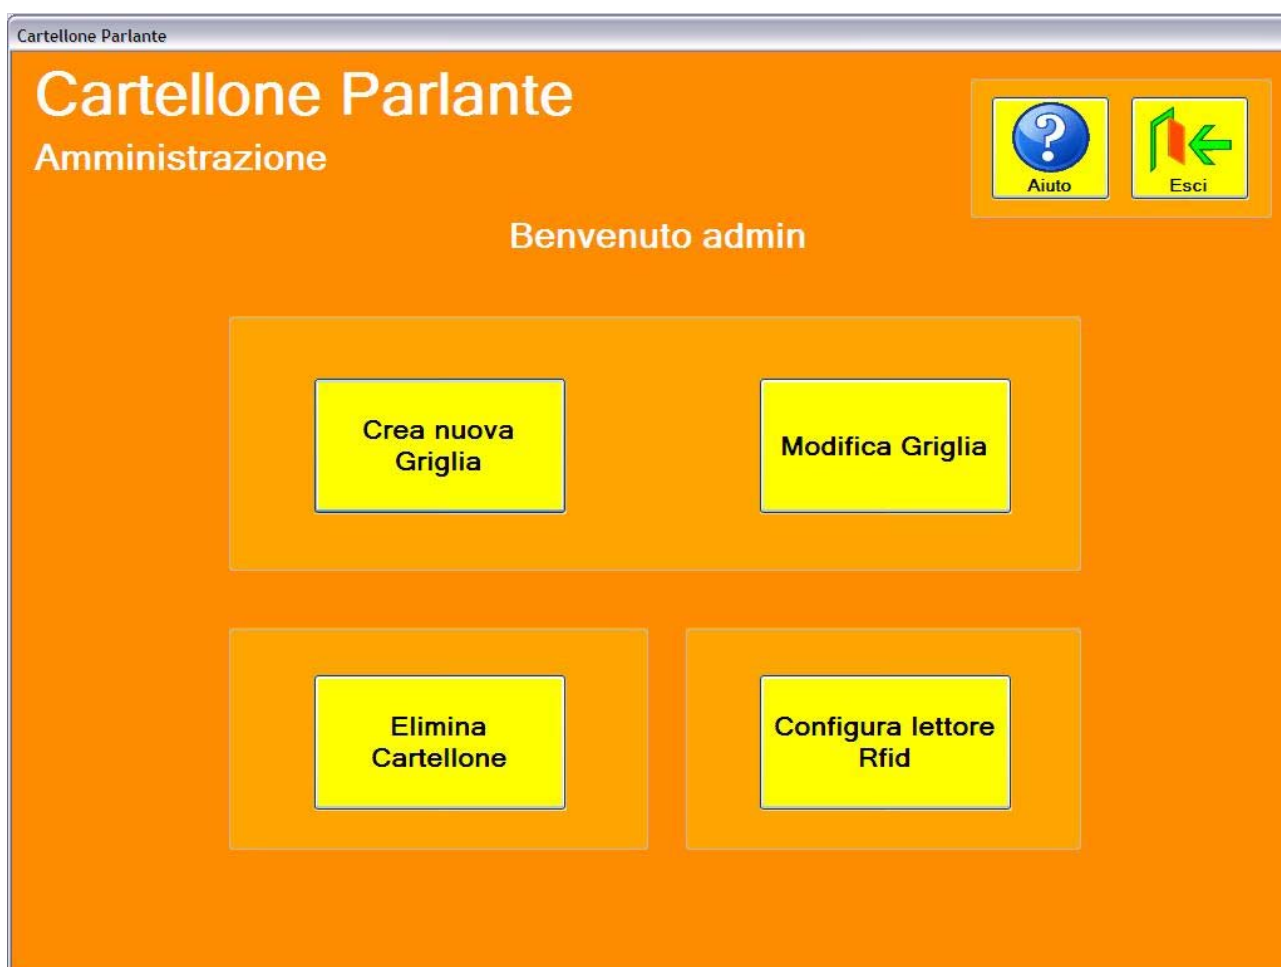 Cartellone Parlante
Cartellone Parlante
Amministrazione
Aiuto
Esci
Benvenuto admin
Crea nuova
Griglia
Modifica Griglia
Elimina
Cartellone
Configura lettore
Rfid